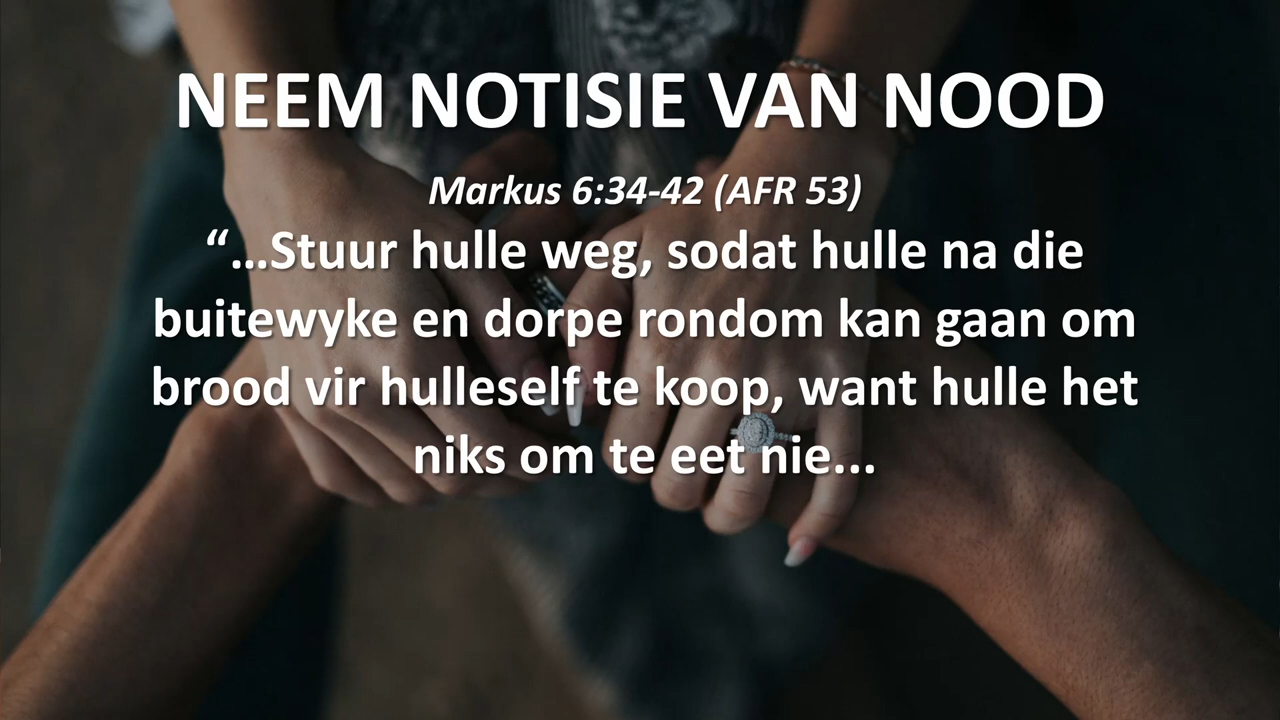 NEEM NOTISIE VAN NOOD
Markus 6:34-42 (AFR 53)
“…Stuur hulle weg, sodat hulle na die
buitewyke en dorpe rondom kan gaan om
brood vir hulleself te koop, want hulle het
niks om te eet nie...